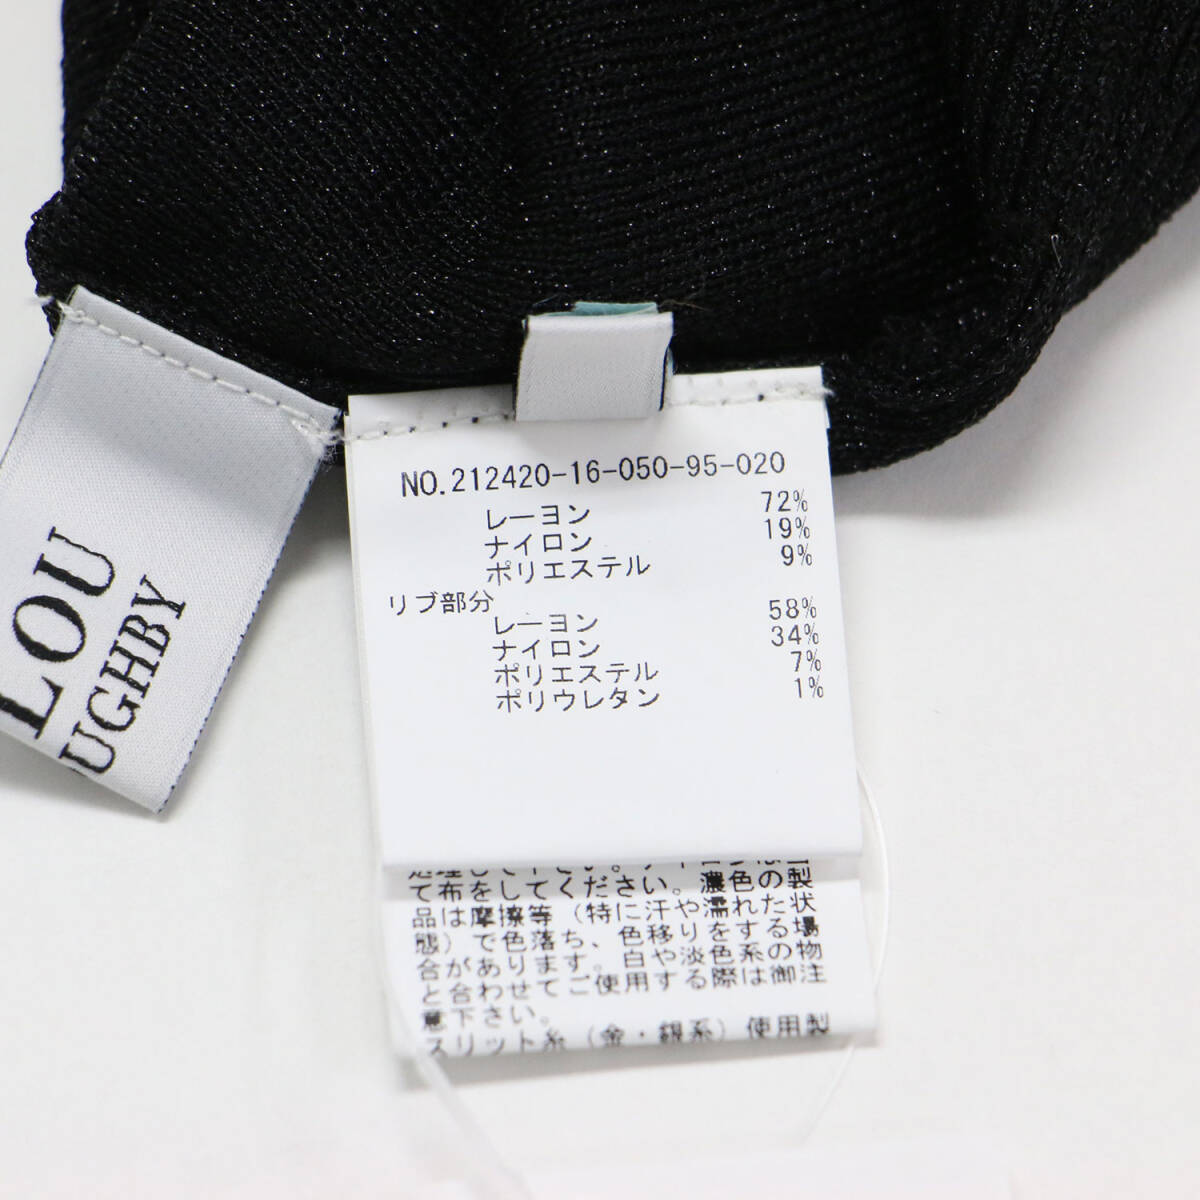 LOU
UGHBY
NO.212420-16-050-95-020
レーヨン 72%
ナイロン 19%
ポリエステル 9%
リブ部分
レーヨン 58%
ナイロン 34%
ポリエステル 7%
ポリウレタン 1%
て布をしてください。濃色の製
品は摩擦等（特に汗や濡れた状
態）で色落ち、色移りをする場
合があります。白や淡色系の物
と合わせてご使用する際は御注
意下さい。
スリット糸（金・銀系）使用製